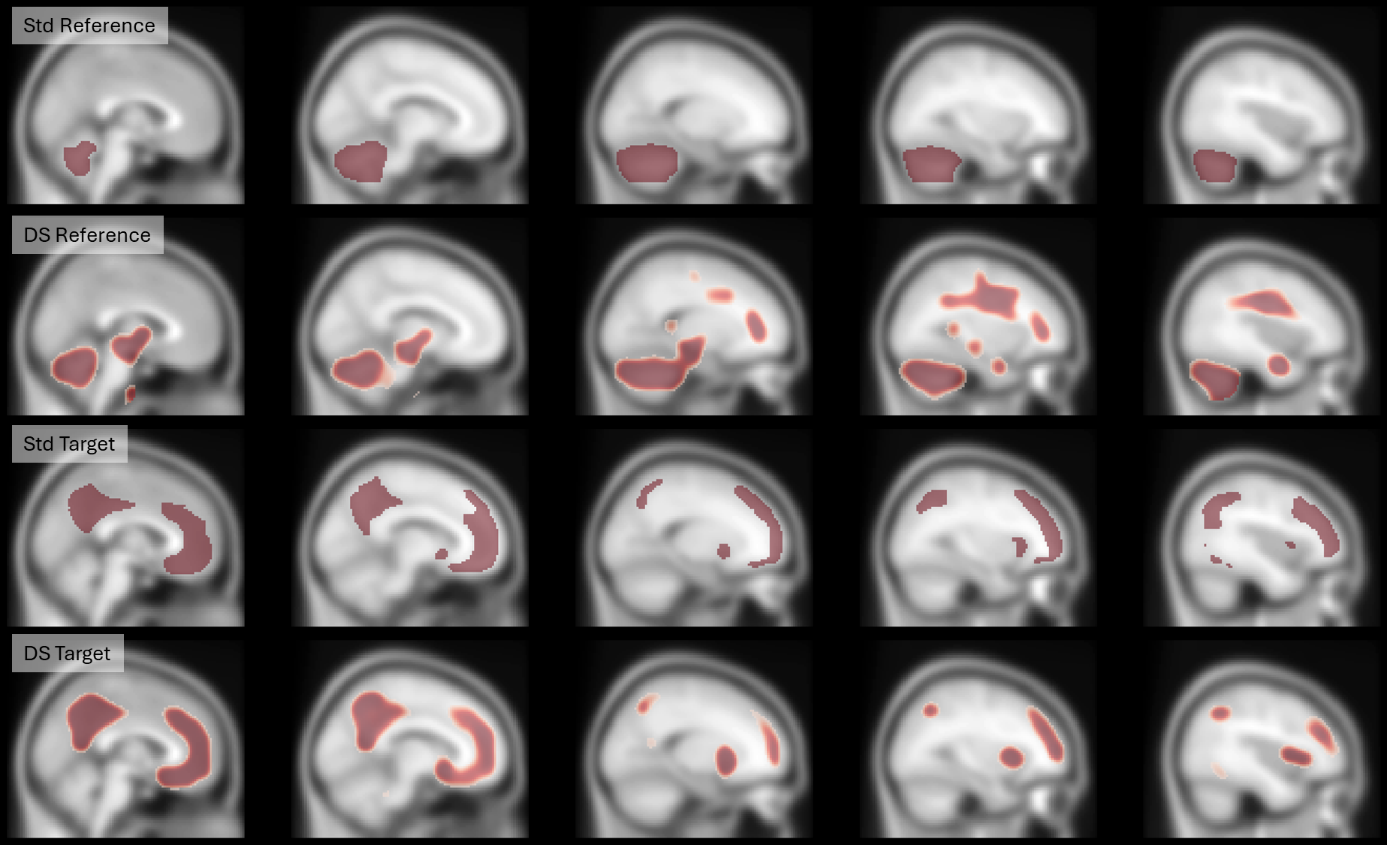 Std Reference
DS Reference
Std Target
DS Target